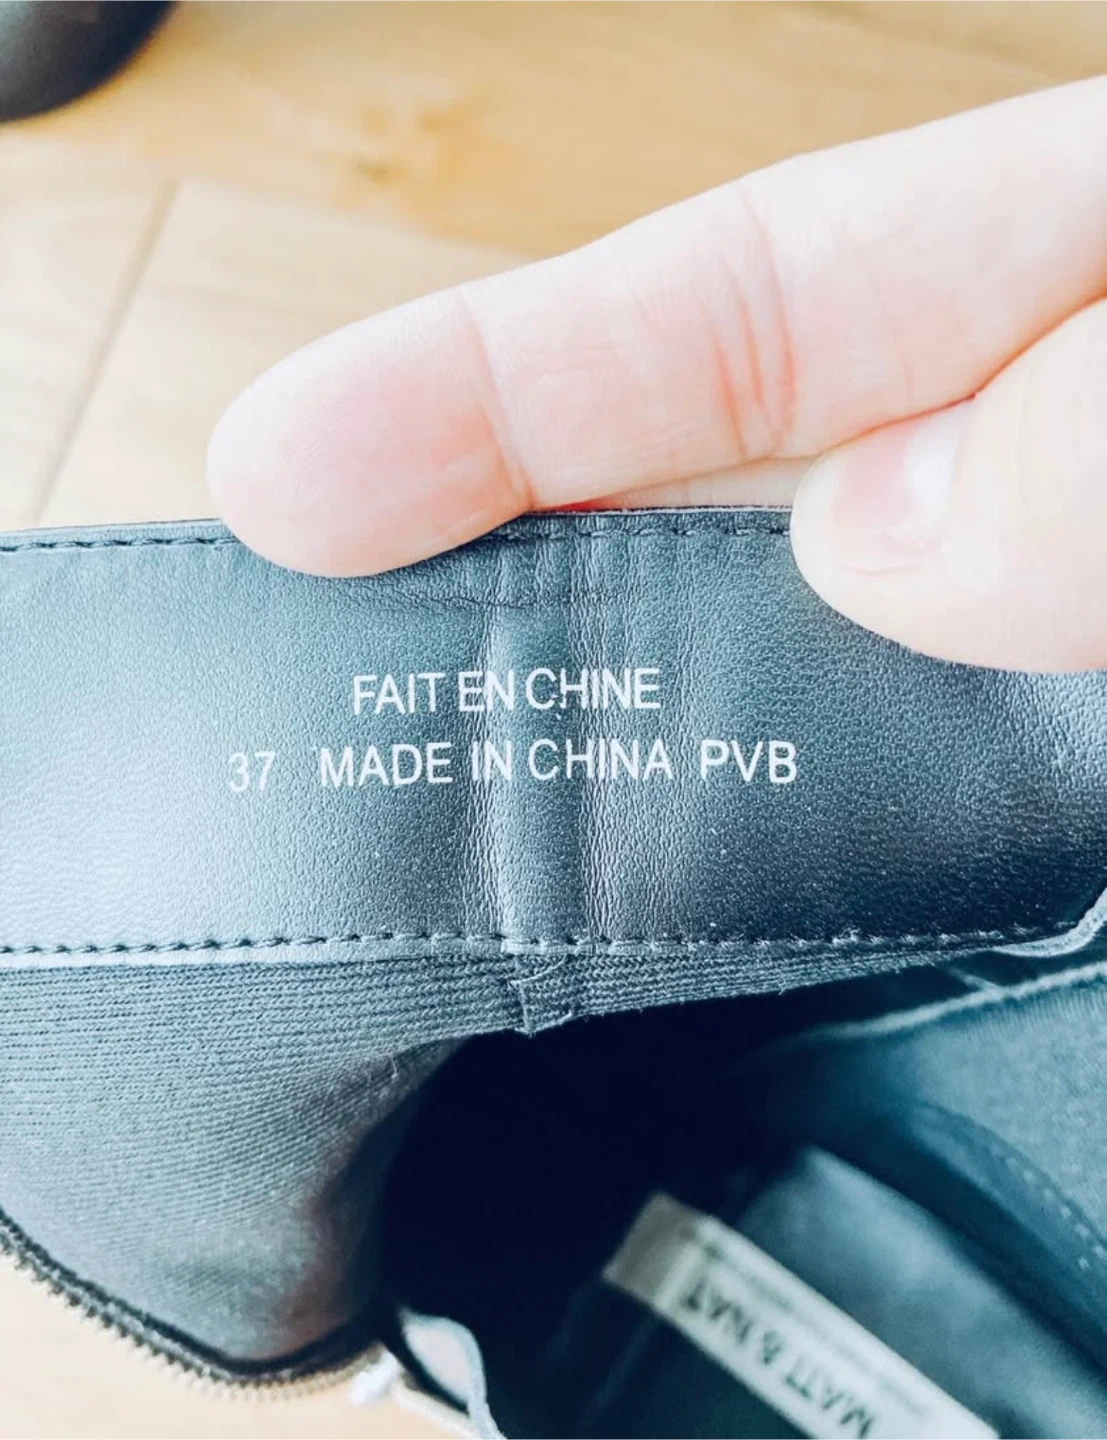 FAIT EN CHINE
37 MADE IN CHINA PVB
MATT & NAT